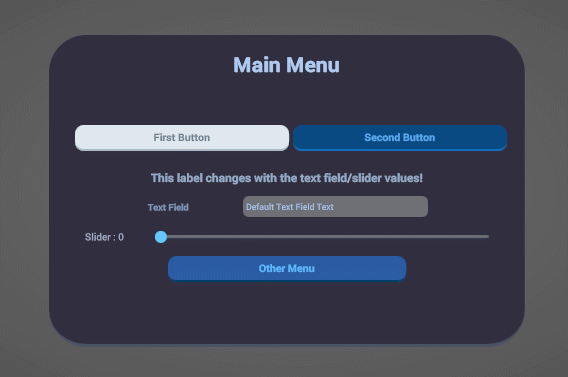 Main Menu
First Button
Second Button
This label changes with the text field/slider values!
Text Field
Default Text Field Text
Slider : 0
Other Menu